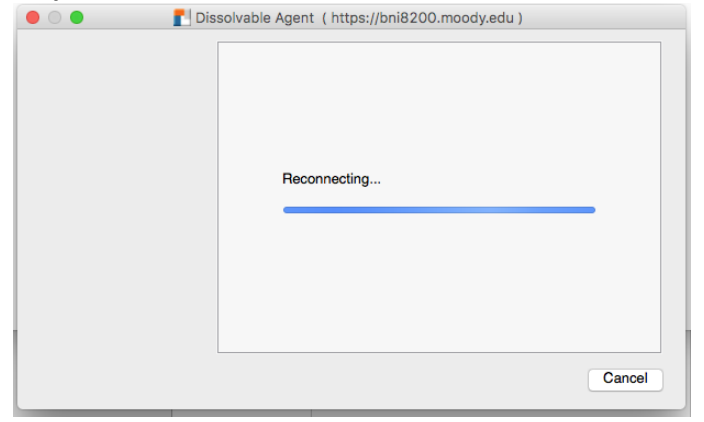 Dissolvable Agent ( https://bni8200.moody.edu )
Reconnecting...
Cancel